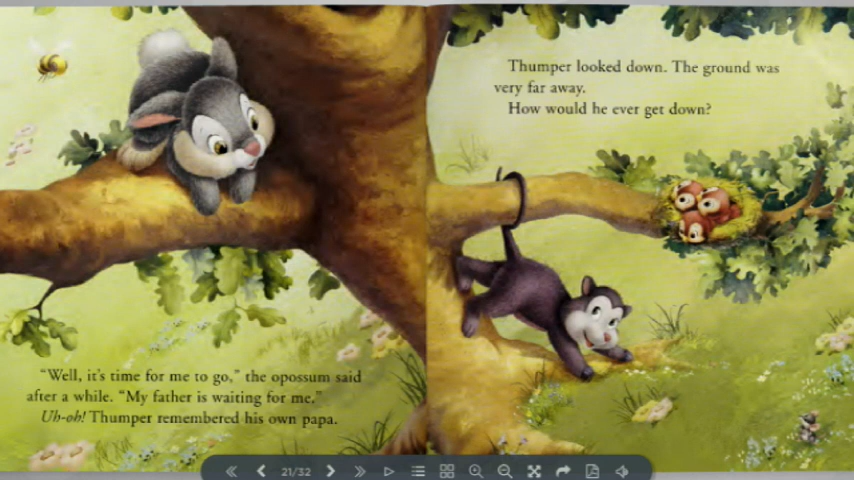 "Well, it's time for me to go," the opossum said
after a while. "My father is waiting for me."
Uh-oh! Thumper remembered his own papa.
Thumper looked down. The ground was
very far away.
How would he ever get down?
21/32